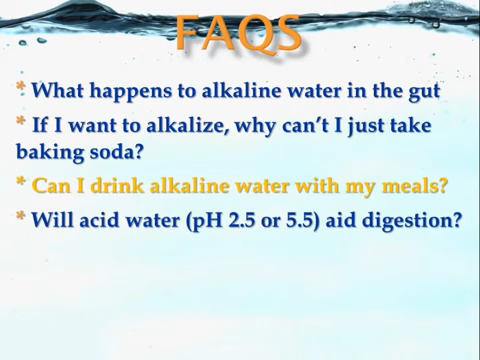 FAQS
* What happens to alkaline water in the gut
* If I want to alkalize, why can’t I just take
baking soda?
* Can I drink alkaline water with my meals?
* Will acid water (pH 2.5 or 5.5) aid digestion?